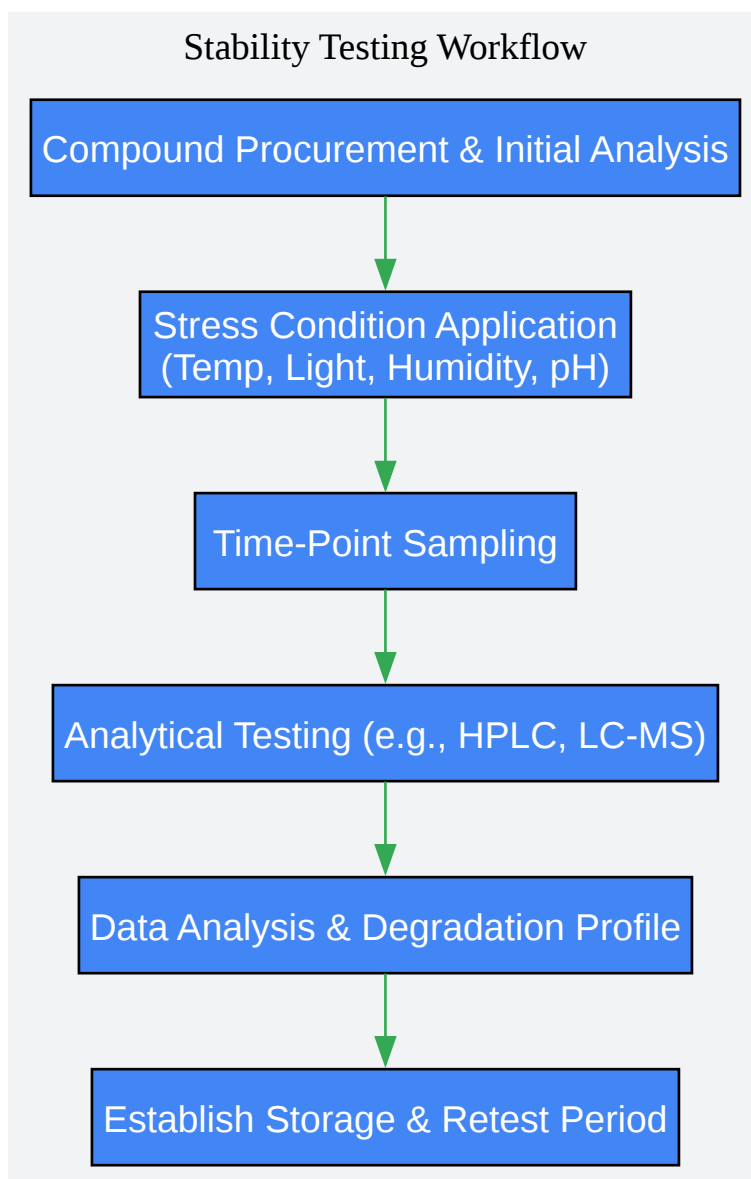 Stability Testing Workflow
Compound Procurement & Initial Analysis
Stress Condition Application
(Temp, Light, Humidity, pH)
Time-Point Sampling
Analytical Testing (e.g., HPLC, LC-MS)
Data Analysis & Degradation Profile
Establish Storage & Retest Period